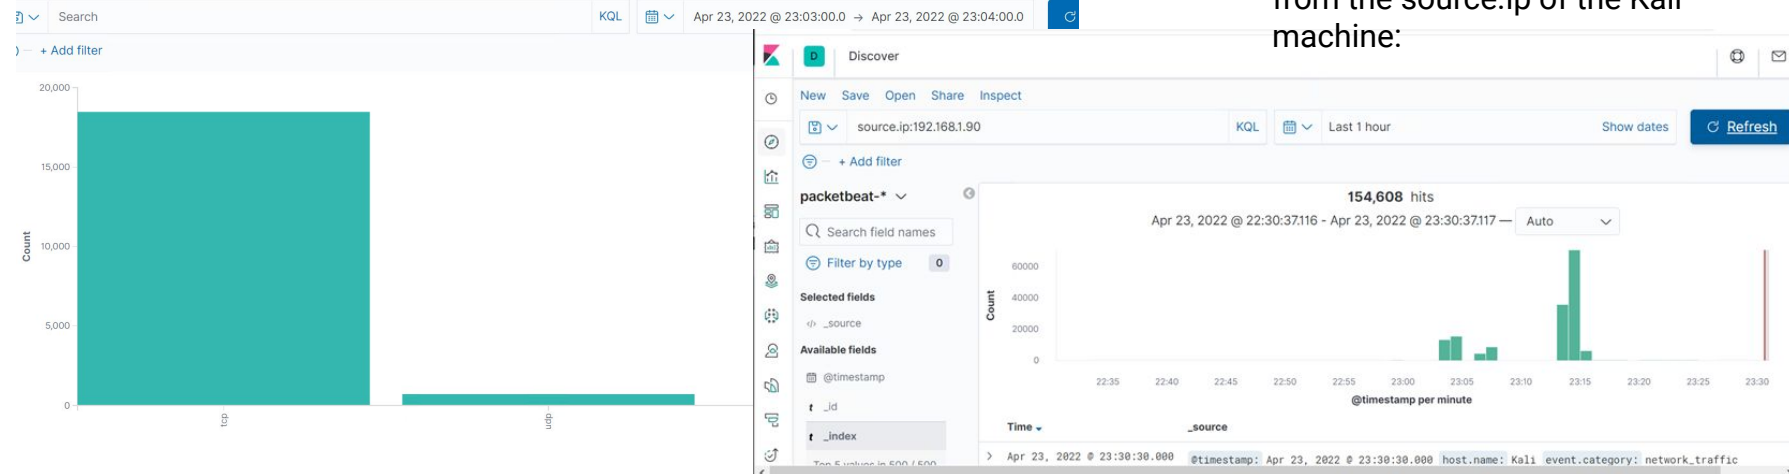 Search KQL Apr 23, 2022 @ 23:03:00.0 → Apr 23, 2022 @ 23:04:00.0
+ Add filter
20,000
15,000
10,000
5,000
0
Count
tcp
udp
from the source.ip of the Kali
machine:
D Discover
New Save Open Share Inspect
source.ip:192.168.1.90 KQL Last 1 hour Show dates Refresh
+ Add filter
packetbeat-*
Search field names
Filter by type 0
Selected fields
</> _source
Available fields
@timestamp
t _id
t _index
Top 5 values in 500 / 500
154,608 hits
Apr 23, 2022 @ 22:30:37.116 - Apr 23, 2022 @ 23:30:37.117 — Auto
60000
40000
20000
0
Count
22:35 22:40 22:45 22:50 22:55 23:00 23:05 23:10 23:15 23:20 23:25 23:30
@timestamp per minute
Time _source
> Apr 23, 2022 @ 23:30:30.000 @timestamp: Apr 23, 2022 @ 23:30:30.000 host.name: Kali event.category: network_traffic